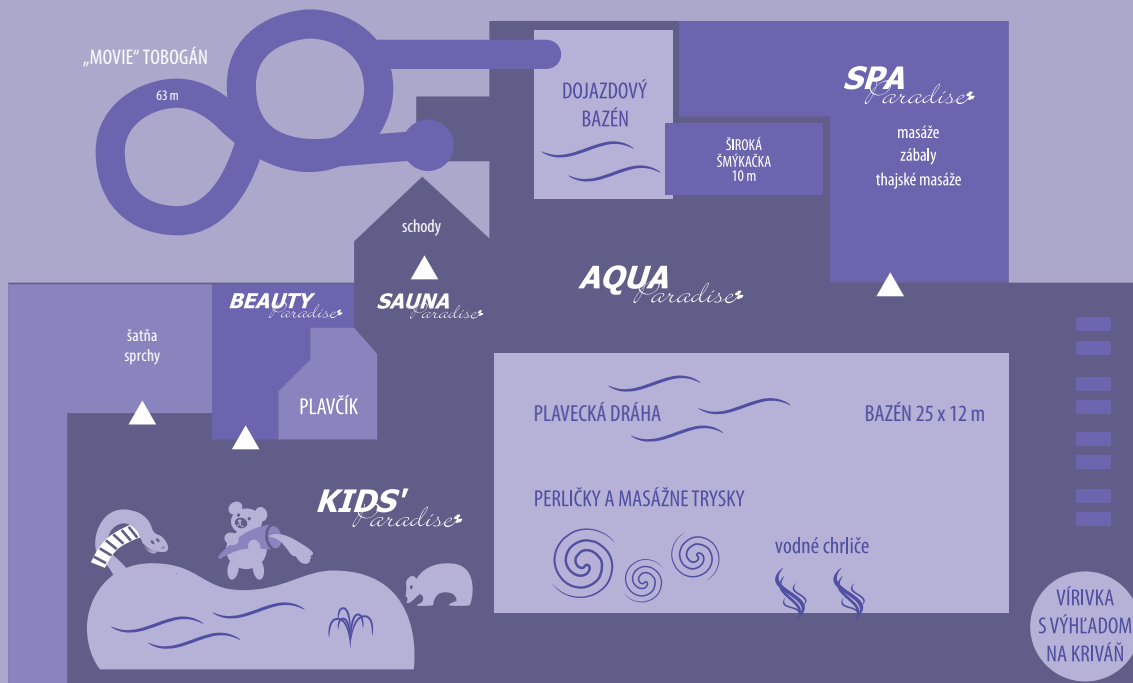 „MOVIE“ TOBOGÁN
63 m
DOJAZDOVÝ
BAZÉN
ŠIROKÁ
ŠMÝKAČKA
10 m
SPA
Paradise
masáže
zábaly
thajské masáže
schody
AQUA
Paradise
BEAUTY
Paradise
SAUNA
Paradise
šatňa
sprchy
PLAVČÍK
PLAVECKÁ DRÁHA
BAZÉN 25 x 12 m
KIDS'
Paradise
PERLIČKY A MASÁŽNE TRYSKY
vodné chrliče
VÍRIVKA
S VÝHĽADOM
NA KRIVÁŇ